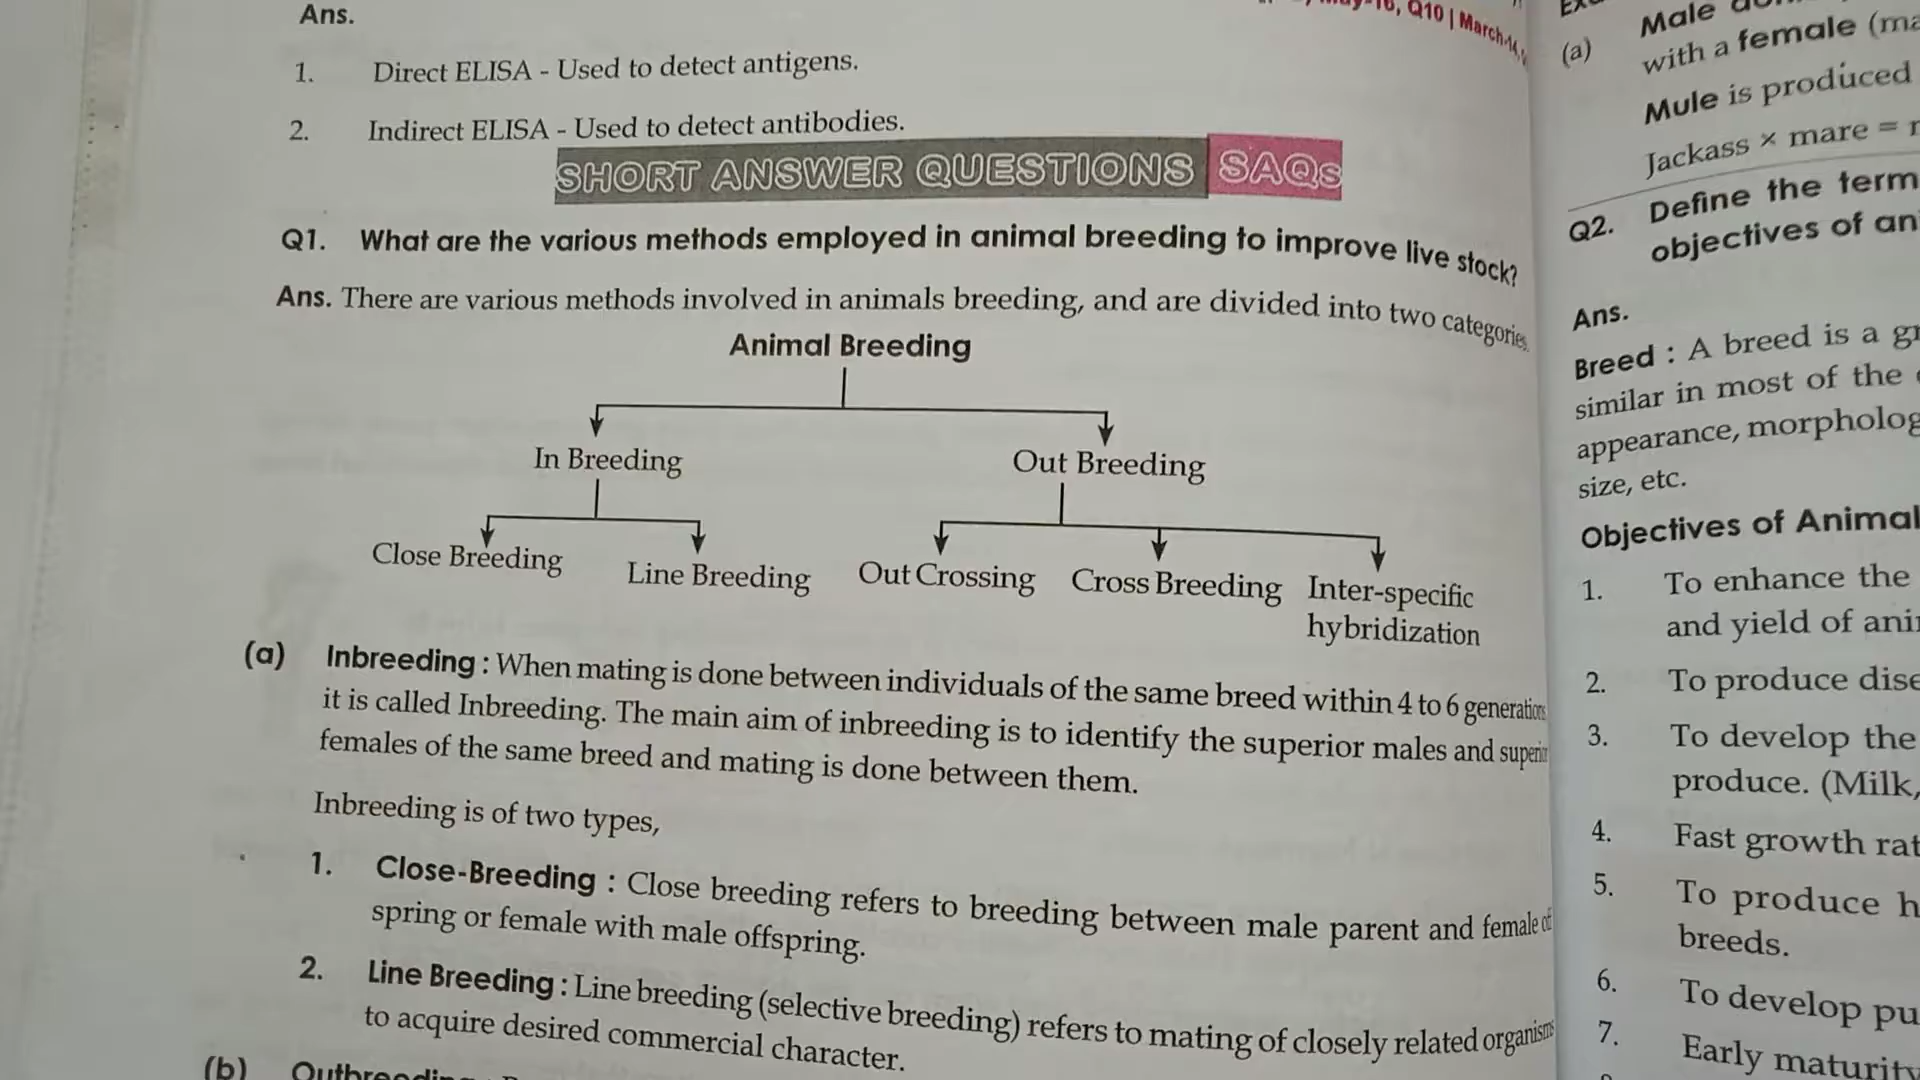 Ans.
1. Direct ELISA - Used to detect antigens.
2. Indirect ELISA - Used to detect antibodies.
Q10 | March-14,
SHORT ANSWER QUESTIONS SAQs
Q1. What are the various methods employed in animal breeding to improve live stock?
Ans. There are various methods involved in animals breeding, and are divided into two categories.
Animal Breeding
In Breeding Out Breeding
Close Breeding Line Breeding Out Crossing Cross Breeding Inter-specific
hybridization
(a) Inbreeding : When mating is done between individuals of the same breed within 4 to 6 generations
it is called Inbreeding. The main aim of inbreeding is to identify the superior males and superior
females of the same breed and mating is done between them.
Inbreeding is of two types,
1. Close-Breeding : Close breeding refers to breeding between male parent and female of
spring or female with male offspring.
2. Line Breeding : Line breeding (selective breeding) refers to mating of closely related organisms
to acquire desired commercial character.
(b)
Male
(a) with a female
Mule is produced
Jackass × mare =
Q2. Define the term
objectives of an
Ans.
Breed : A breed is a
similar in most of the
appearance,
size, etc.
Objectives of Animal
1. To enhance the
and yield of
2. To produce
3. To develop the
produce. (Milk,
4. Fast growth
5. To produce
breeds.
6. To develop
7. Early maturity